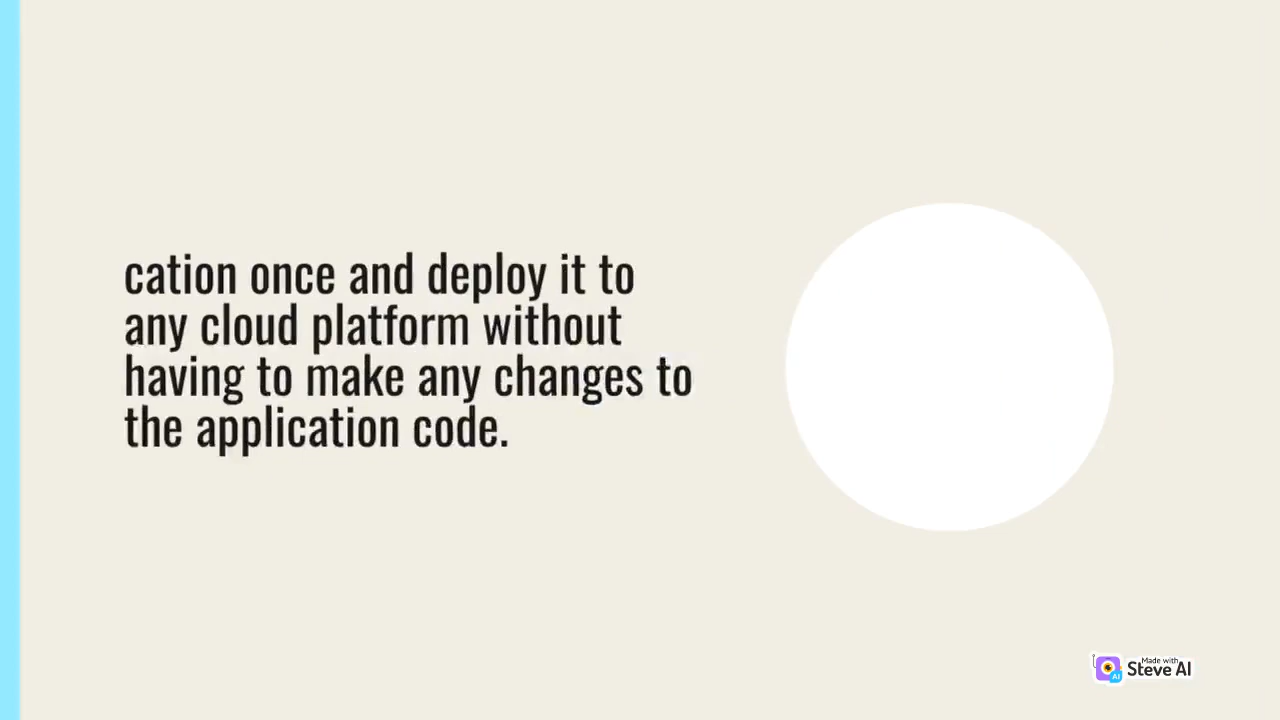 cation once and deploy it to
any cloud platform without
having to make any changes to
the application code.
Made with
Steve AI
AI